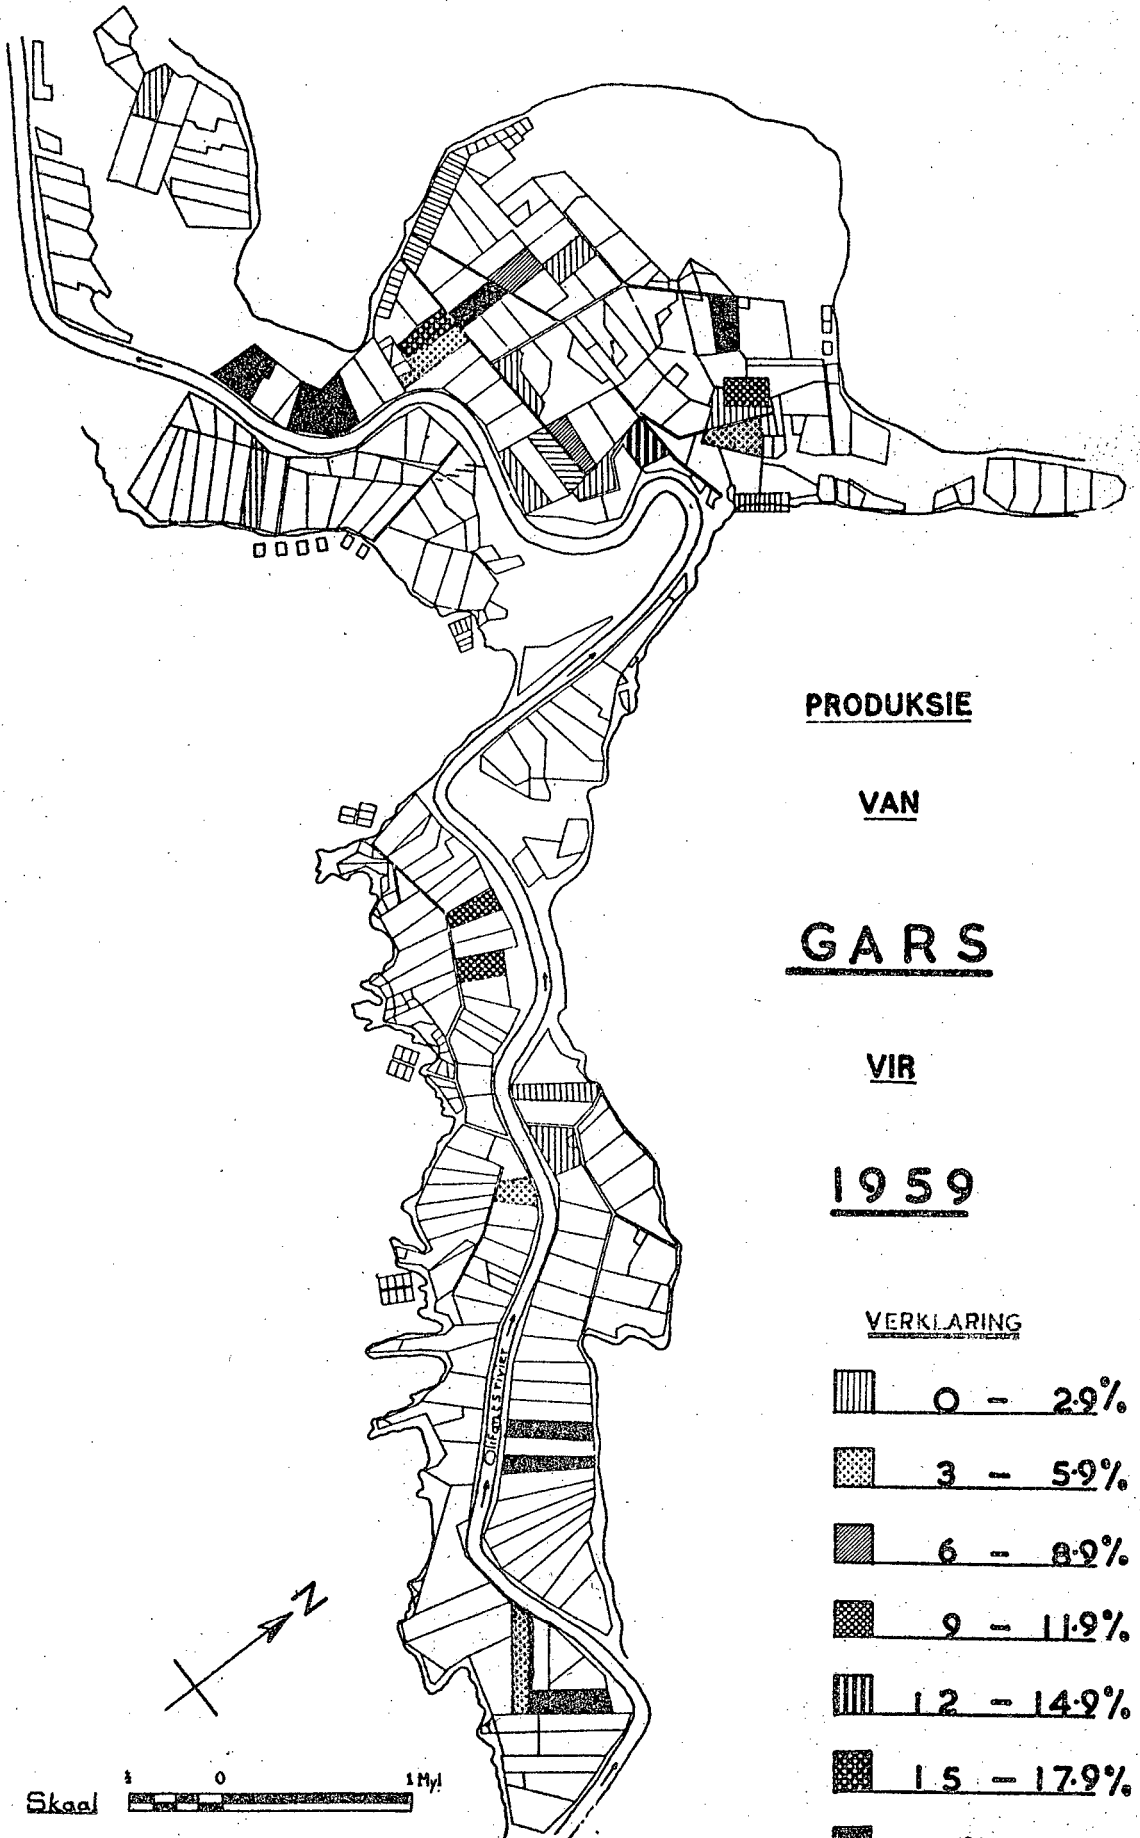 PRODUKSIE
VAN
GARS
VIR
1959
VERKLARING
0 - 2.9%
3 - 5.9%
6 - 8.9%
9 - 11.9%
12 - 14.9%
15 - 17.9%
Olifantsrivier
N
Skaal
0 1 Myl